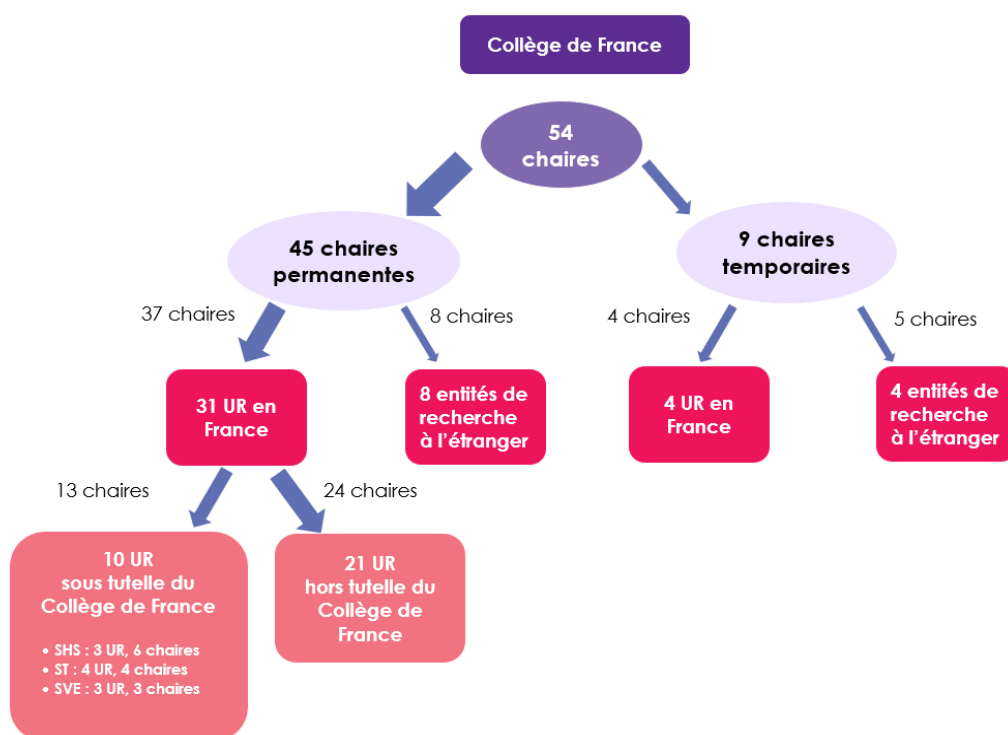 Collège de France
54
chaires
45 chaires
permanentes
9 chaires
temporaires
37 chaires
8 chaires
4 chaires
5 chaires
31 UR en
France
8 entités de
recherche
à l'étranger
4 UR en
France
4 entités de
recherche
à l'étranger
13 chaires
24 chaires
10 UR
sous tutelle du
Collège de France
• SHS : 3 UR, 6 chaires
• ST : 4 UR, 4 chaires
• SVE : 3 UR, 3 chaires
21 UR
hors tutelle du
Collège de
France